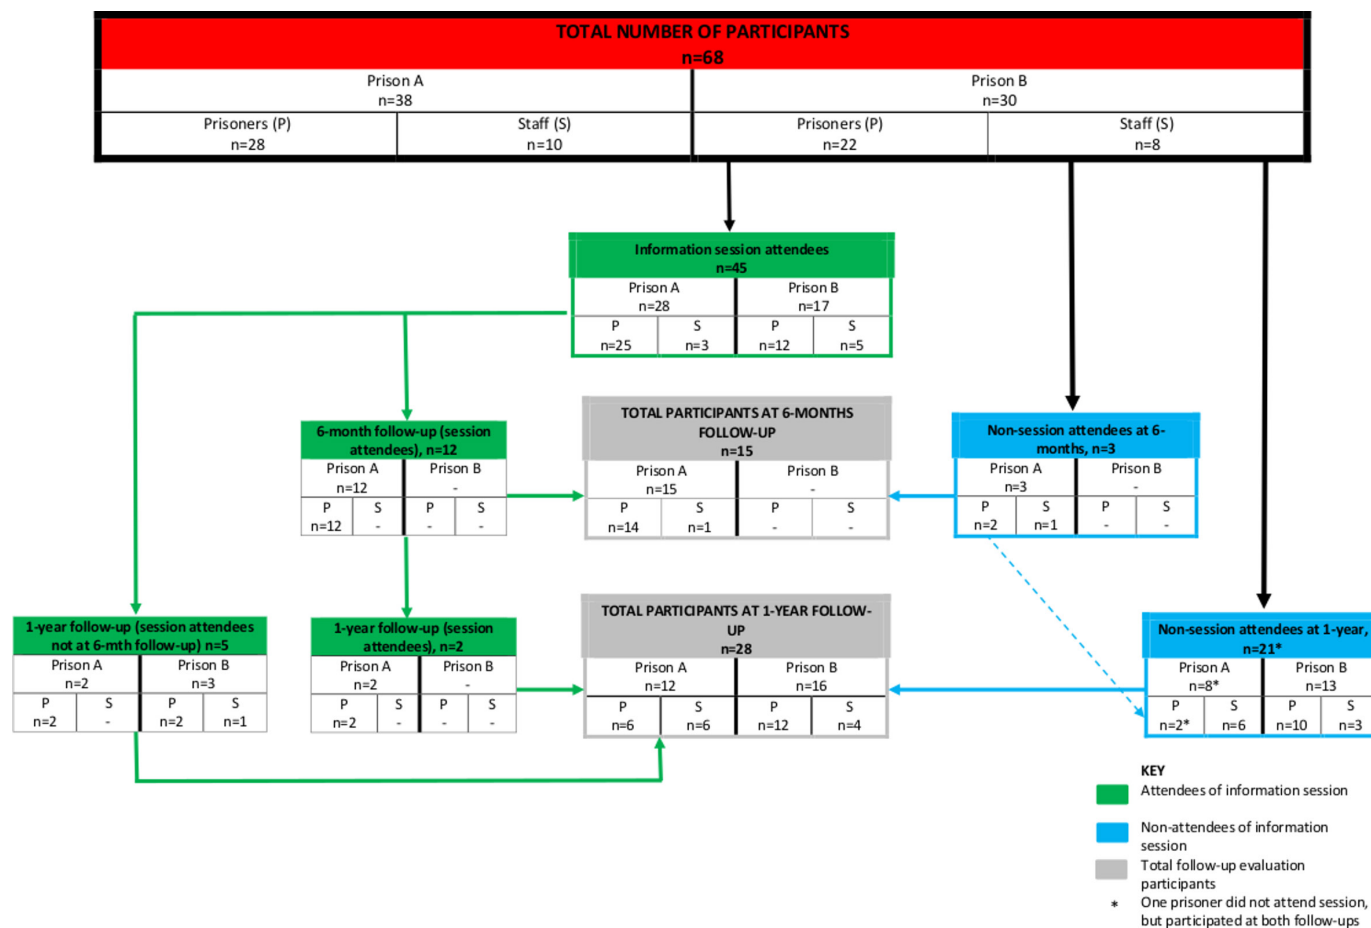 TOTAL NUMBER OF PARTICIPANTS
n=68
Prison A
n=38
Prison B
n=30
Prisoners (P)
n=28
Staff (S)
n=10
Prisoners (P)
n=22
Staff (S)
n=8
Information session attendees
n=45
Prison A
n=28
Prison B
n=17
P
n=25
S
n=3
P
n=12
S
n=5
6-month follow-up (session
attendees), n=12
Prison A
n=12
Prison B
-
P
n=12
S
-
P
-
S
-
TOTAL PARTICIPANTS AT 6-MONTHS
FOLLOW-UP
n=15
Prison A
n=15
Prison B
-
P
n=14
S
n=1
P
-
S
-
Non-session attendees at 6-
months, n=3
Prison A
n=3
Prison B
-
P
n=2
S
n=1
P
-
S
-
1-year follow-up (session attendees
not at 6-mth follow-up) n=5
Prison A
n=2
Prison B
n=3
P
n=2
S
-
P
n=2
S
n=1
1-year follow-up (session
attendees), n=2
Prison A
n=2
Prison B
-
P
n=2
S
-
P
-
S
-
TOTAL PARTICIPANTS AT 1-YEAR FOLLOW-
UP
n=28
Prison A
n=12
Prison B
n=16
P
n=6
S
n=6
P
n=12
S
n=4
Non-session attendees at 1-year,
n=21*
Prison A
n=8*
Prison B
n=13
P
n=2*
S
n=6
P
n=10
S
n=3
KEY
Attendees of information session
Non-attendees of information
session
Total follow-up evaluation
participants
* One prisoner did not attend session,
but participated at both follow-ups